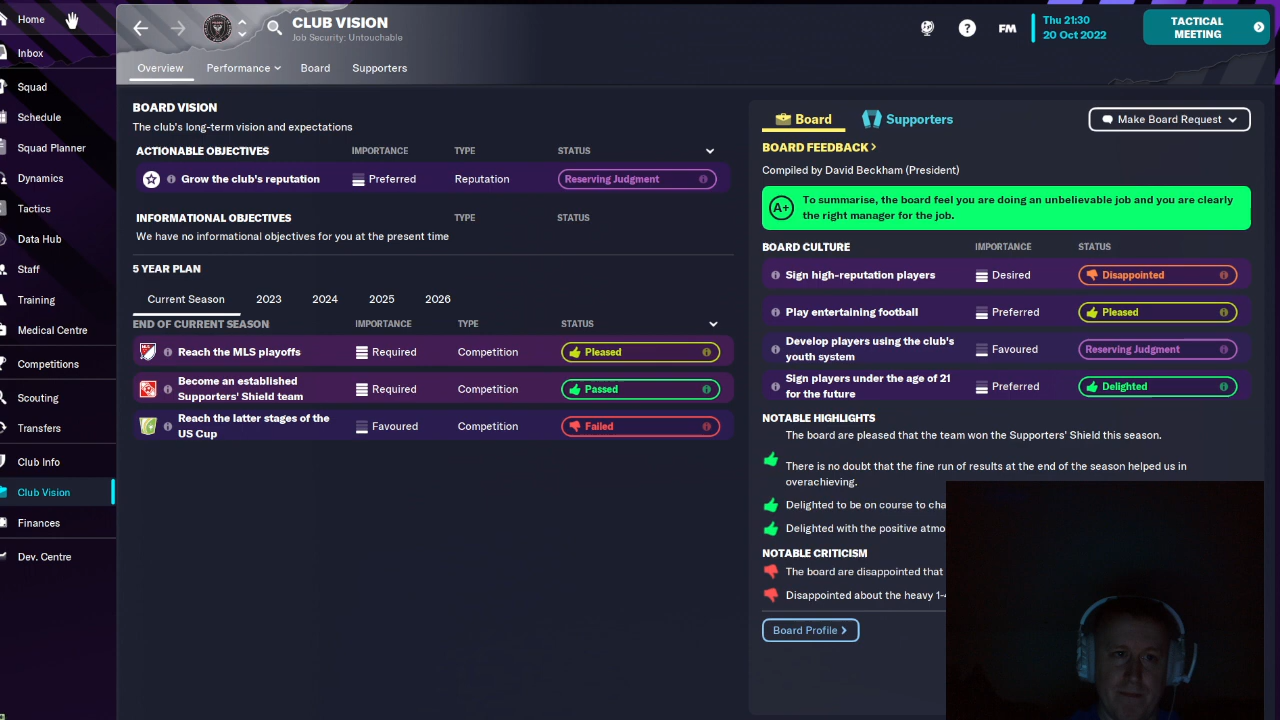 Home
Inbox
Squad
Schedule
Squad Planner
Dynamics
Tactics
Data Hub
Staff
Training
Medical Centre
Competitions
Scouting
Transfers
Club Info
Club Vision
Finances
Dev. Centre
CLUB VISION
Job Security: Untouchable
FM
Thu 21:30
20 Oct 2022
TACTICAL
MEETING
Overview
Performance
Board
Supporters
BOARD VISION
The club's long-term vision and expectations
ACTIONABLE OBJECTIVES IMPORTANCE TYPE STATUS
Grow the club's reputation Preferred Reputation Reserving Judgment
INFORMATIONAL OBJECTIVES TYPE STATUS
We have no informational objectives for you at the present time
5 YEAR PLAN
Current Season 2023 2024 2025 2026
END OF CURRENT SEASON IMPORTANCE TYPE STATUS
Reach the MLS playoffs Required Competition Pleased
Become an established
Supporters' Shield team Required Competition Passed
Reach the latter stages of the
US Cup Favoured Competition Failed
Board Supporters Make Board Request
BOARD FEEDBACK
Compiled by David Beckham (President)
A+ To summarise, the board feel you are doing an unbelievable job and you are clearly
the right manager for the job.
BOARD CULTURE IMPORTANCE STATUS
Sign high-reputation players Desired Disappointed
Play entertaining football Preferred Pleased
Develop players using the club's
youth system Favoured Reserving Judgment
Sign players under the age of 21
for the future Preferred Delighted
NOTABLE HIGHLIGHTS
The board are pleased that the team won the Supporters' Shield this season.
There is no doubt that the fine run of results at the end of the season helped us in
overachieving.
Delighted to be on course to cha
Delighted with the positive atmo
NOTABLE CRITICISM
The board are disappointed that
Disappointed about the heavy 1-4
Board Profile